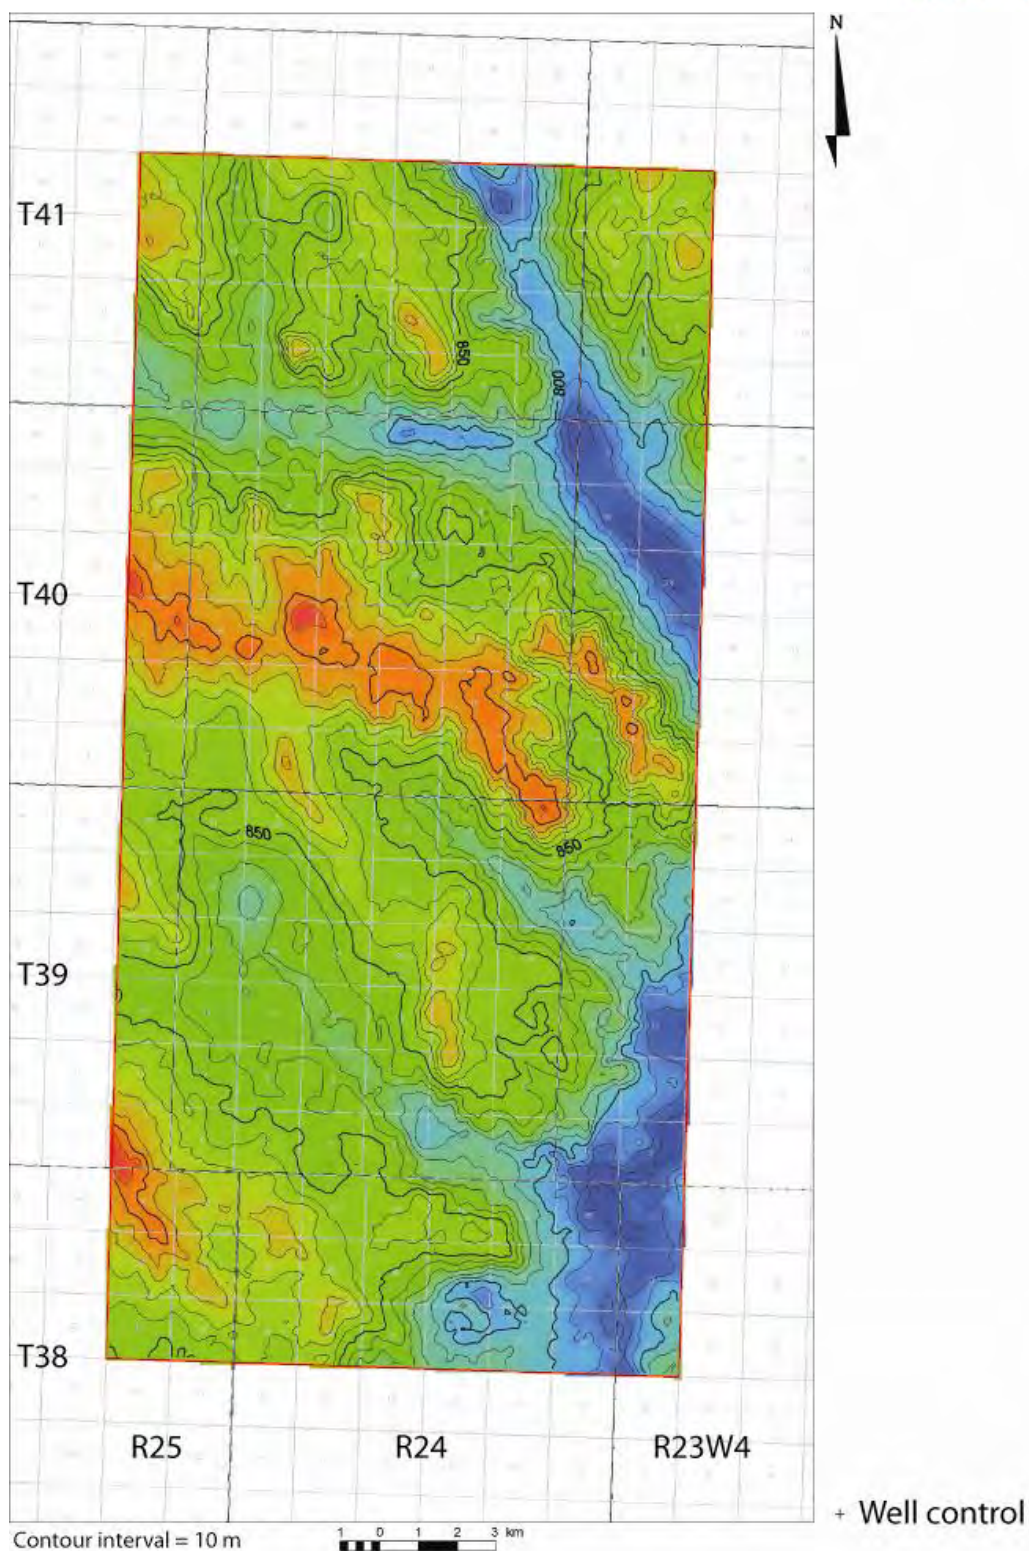 N
T41
850
800
T40
850
850
T39
T38
R25
R24
R23W4
+ Well control
Contour interval = 10 m
1 0 1 2 3 km